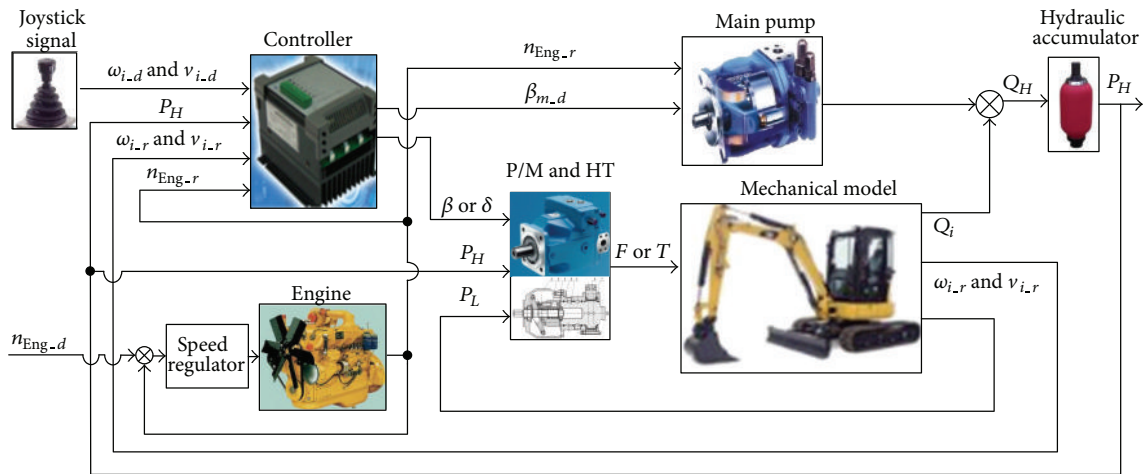 Joystick
signal
Controller
Main pump
Hydraulic
accumulator
n_Eng_r
ω_i_d and v_i_d
β_m_d
Q_H
P_H
P_H
ω_i_r and v_i_r
n_Eng_r
P/M and HT
Mechanical model
β or δ
Q_i
P_H
F or T
ω_i_r and v_i_r
P_L
Engine
n_Eng_d
Speed
regulator